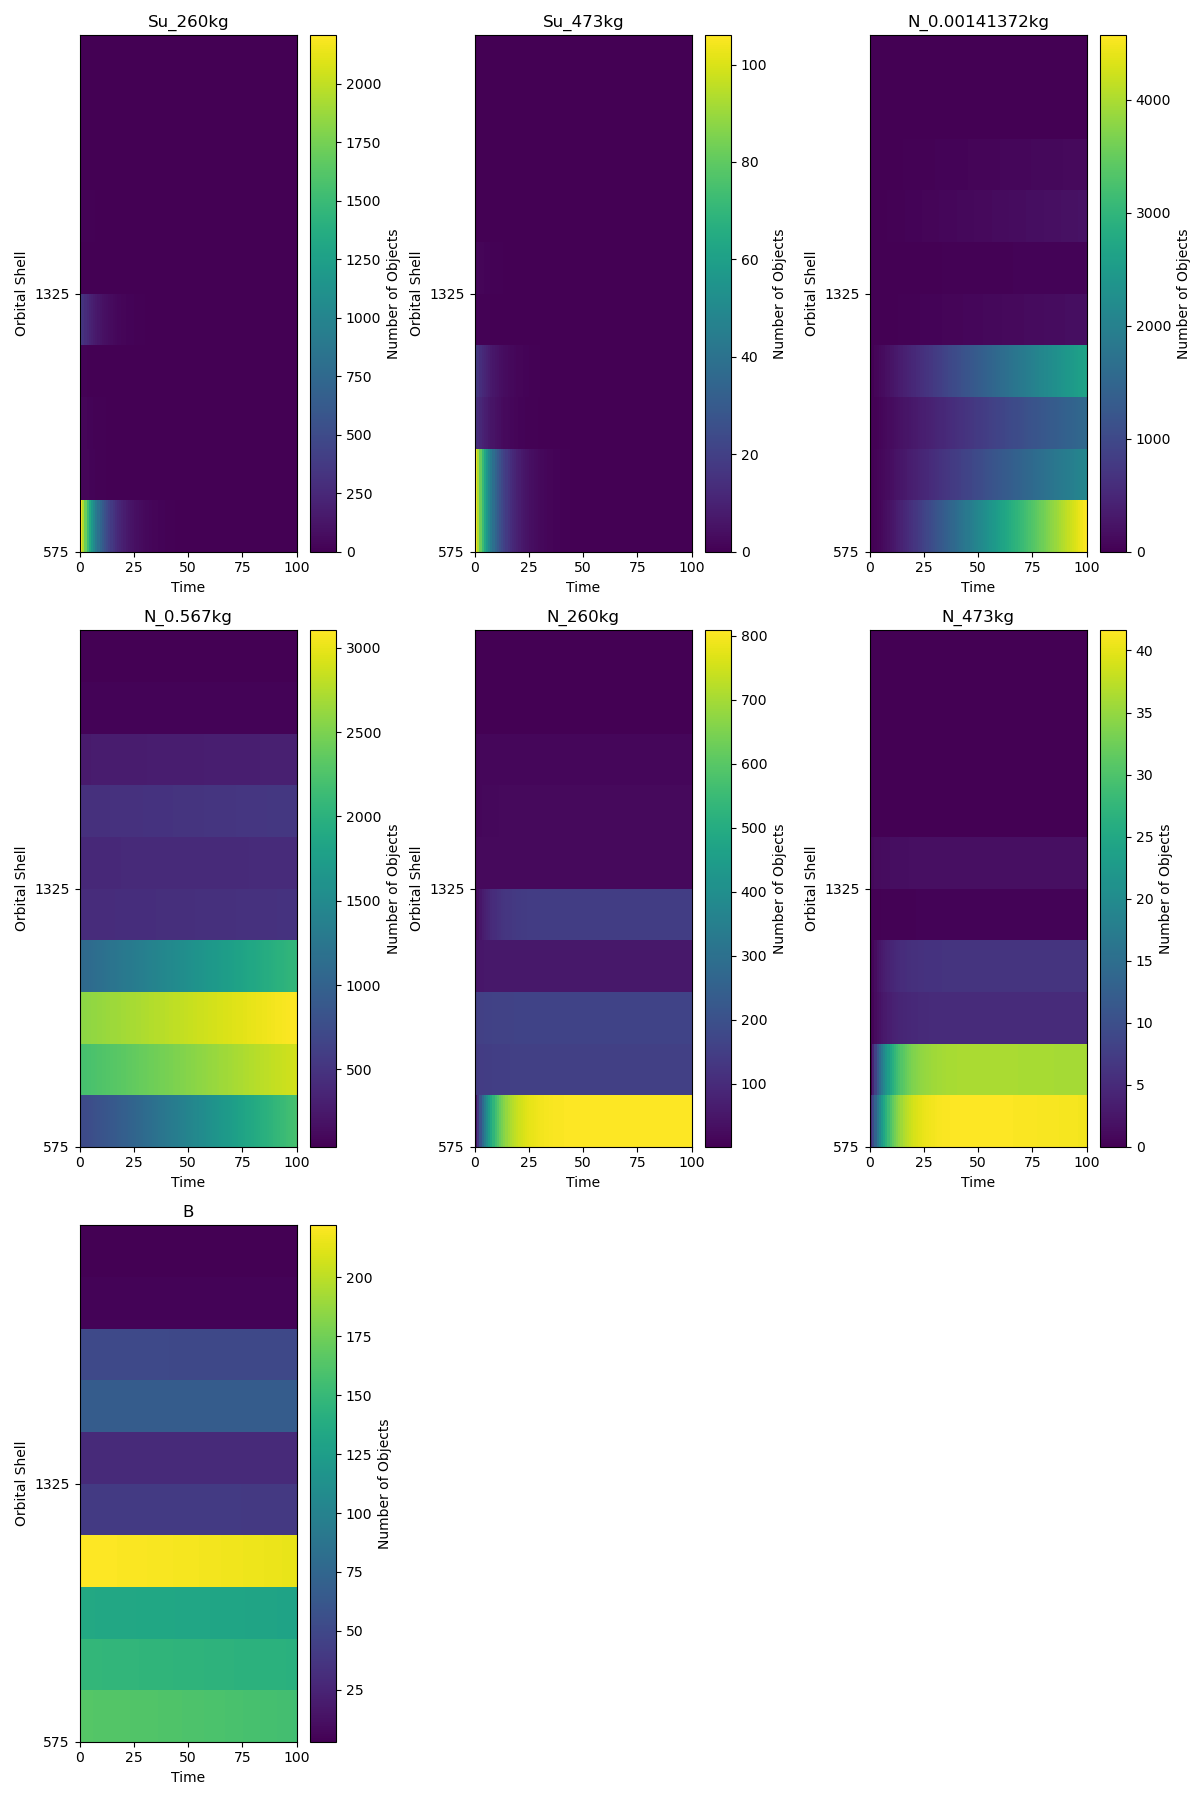 Su_260kg
Orbital Shell
1325
575
0 25 50 75 100
Time
2000
1750
1500
1250
1000
750
500
250
0
Number of Objects
Su_473kg
Orbital Shell
1325
575
0 25 50 75 100
Time
100
80
60
40
20
0
Number of Objects
N_0.00141372kg
Orbital Shell
1325
575
0 25 50 75 100
Time
4000
3000
2000
1000
0
Number of Objects
N_0.567kg
Orbital Shell
1325
575
0 25 50 75 100
Time
3000
2500
2000
1500
1000
500
Number of Objects
N_260kg
Orbital Shell
1325
575
0 25 50 75 100
Time
800
700
600
500
400
300
200
100
Number of Objects
N_473kg
Orbital Shell
1325
575
0 25 50 75 100
Time
40
35
30
25
20
15
10
5
0
Number of Objects
B
Orbital Shell
1325
575
0 25 50 75 100
Time
200
175
150
125
100
75
50
25
Number of Objects